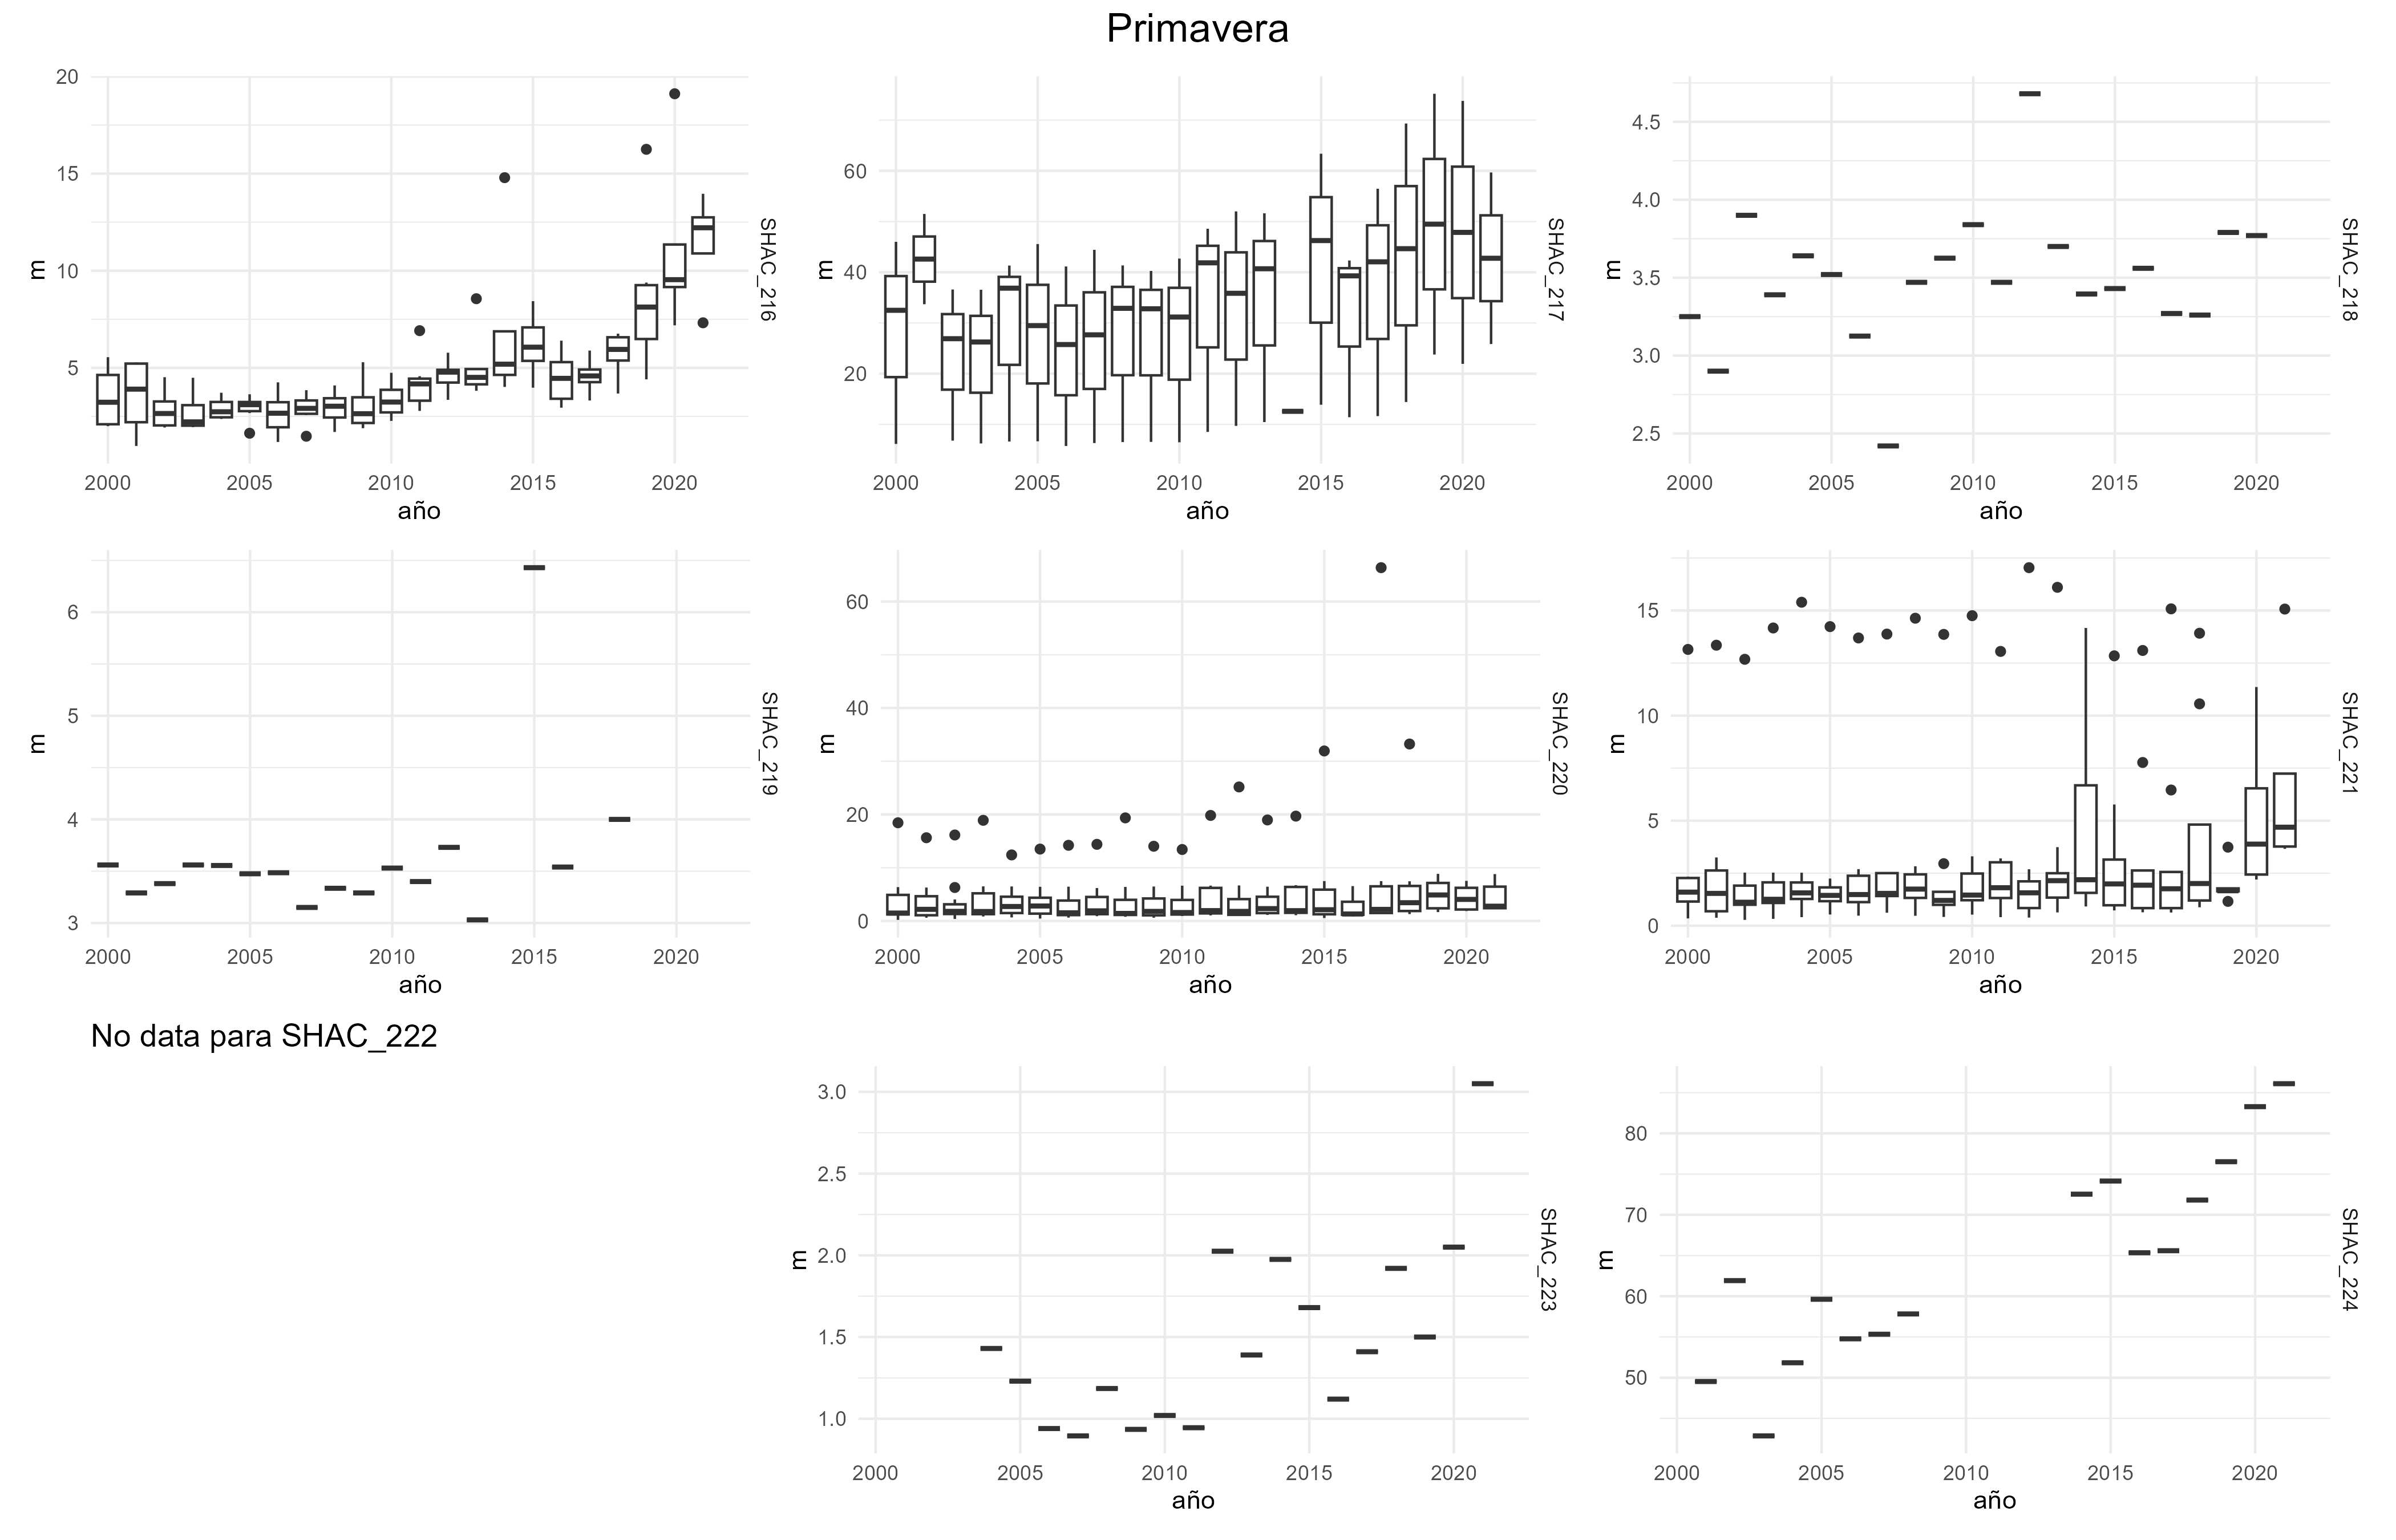 Primavera
20
15
10
5
m
2000 2005 2010 2015 2020
año
SHAC_216
60
40
20
m
2000 2005 2010 2015 2020
año
SHAC_217
4.5
4.0
3.5
3.0
2.5
m
2000 2005 2010 2015 2020
año
SHAC_218
6
5
4
3
m
2000 2005 2010 2015 2020
año
SHAC_219
60
40
20
0
m
2000 2005 2010 2015 2020
año
SHAC_220
15
10
5
0
m
2000 2005 2010 2015 2020
año
SHAC_221
No data para SHAC_222
3.0
2.5
2.0
1.5
1.0
m
2000 2005 2010 2015 2020
año
SHAC_223
80
70
60
50
m
2000 2005 2010 2015 2020
año
SHAC_224